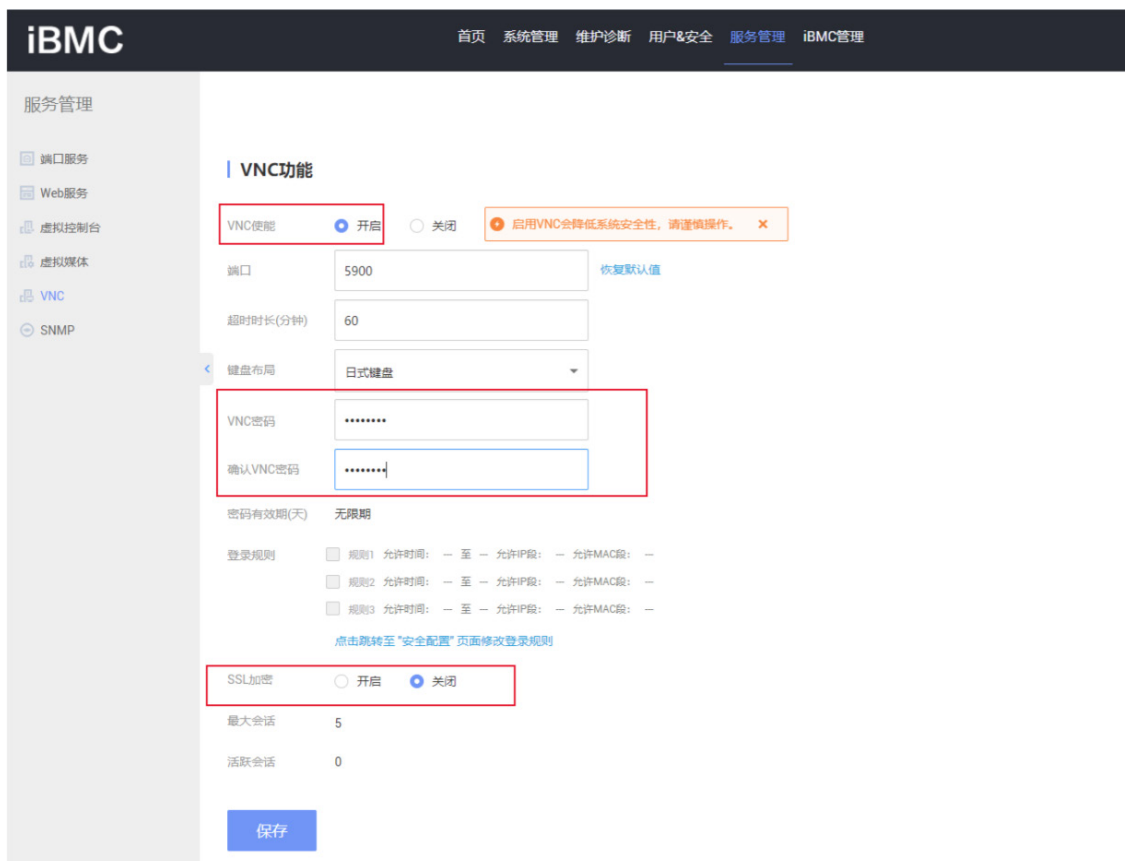 iBMC
首页 系统管理 维护诊断 用户&安全 服务管理 iBMC管理
服务管理
端口服务
Web服务
虚拟控制台
虚拟媒体
VNC
SNMP
VNC功能
VNC使能 开启 关闭 启用VNC会降低系统安全性，请谨慎操作。 ×
端口 5900 恢复默认值
超时时长(分钟) 60
键盘布局 日式键盘
VNC密码 ••••••••
确认VNC密码 ••••••••
密码有效期(天) 无限期
登录规则 规则1 允许时间： -- 至 -- 允许IP段： -- 允许MAC段： --
规则2 允许时间： -- 至 -- 允许IP段： -- 允许MAC段： --
规则3 允许时间： -- 至 -- 允许IP段： -- 允许MAC段： --
点击跳转至 "安全配置" 页面修改登录规则
SSL加密 开启 关闭
最大会话 5
活跃会话 0
保存